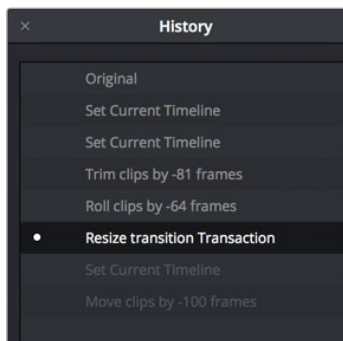 History
Original
Set Current Timeline
Set Current Timeline
Trim clips by -81 frames
Roll clips by -64 frames
Resize transition Transaction
Set Current Timeline
Move clips by -100 frames